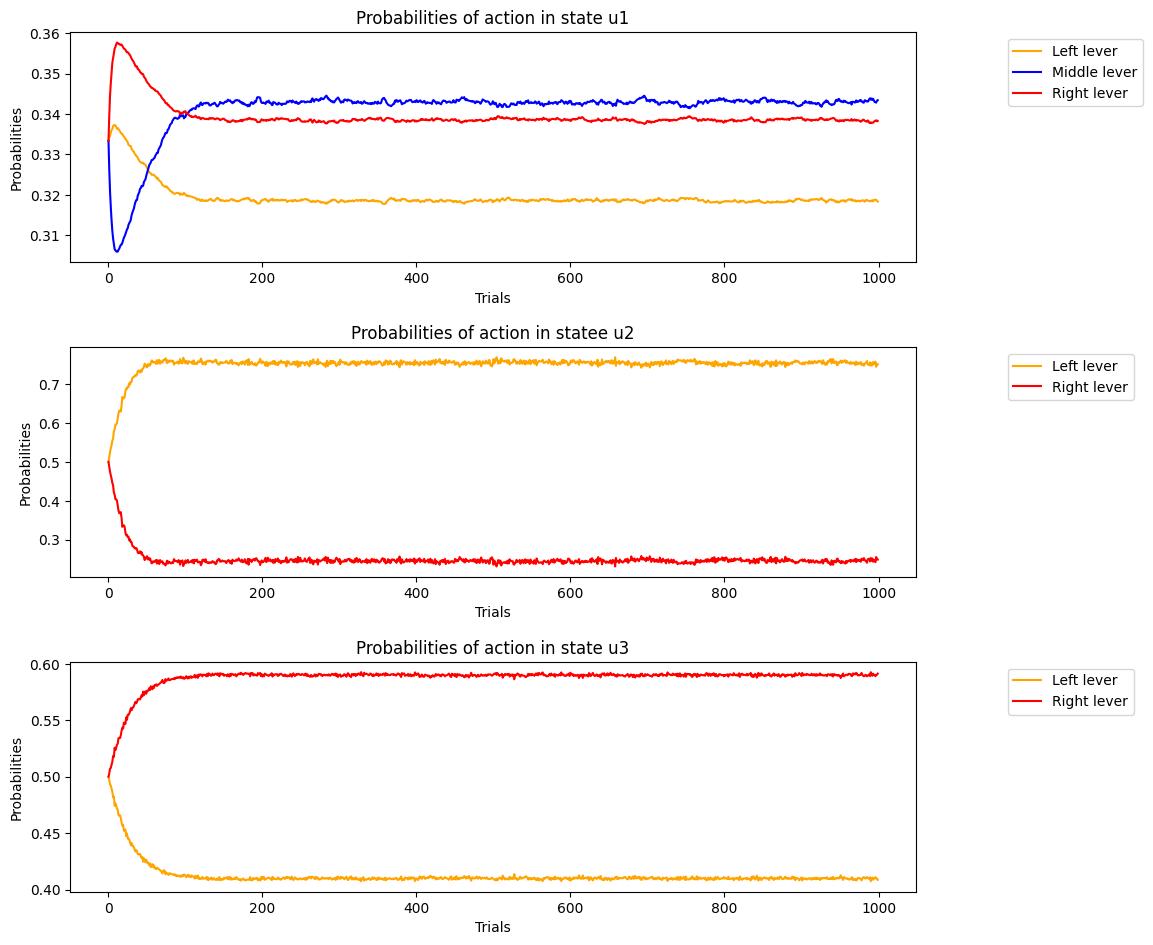 Probabilities of action in state u1
0.36
0.35
0.34
0.33
0.32
0.31
Probabilities
0
200
400
600
800
1000
Trials
Left lever
Middle lever
Right lever
Probabilities of action in statee u2
0.7
0.6
0.5
0.4
0.3
Probabilities
0
200
400
600
800
1000
Trials
Left lever
Right lever
Probabilities of action in state u3
0.60
0.55
0.50
0.45
0.40
Probabilities
0
200
400
600
800
1000
Trials
Left lever
Right lever